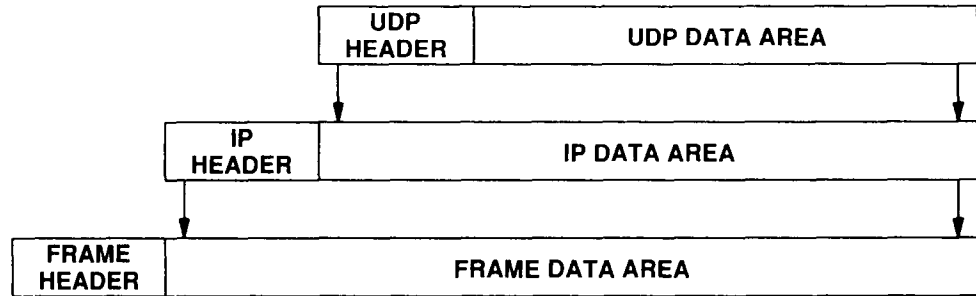 UDP
HEADER
UDP DATA AREA
IP
HEADER
IP DATA AREA
FRAME
HEADER
FRAME DATA AREA